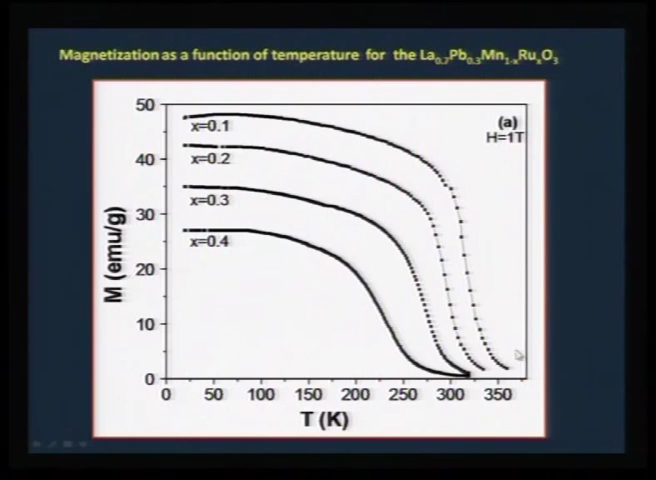 Magnetization as a function of temperature for the La0.7Pb0.3Mn1-xRuxO3
50
40
30
20
10
0
M (emu/g)
x=0.1
x=0.2
x=0.3
x=0.4
(a)
H=1T
0 50 100 150 200 250 300 350
T (K)